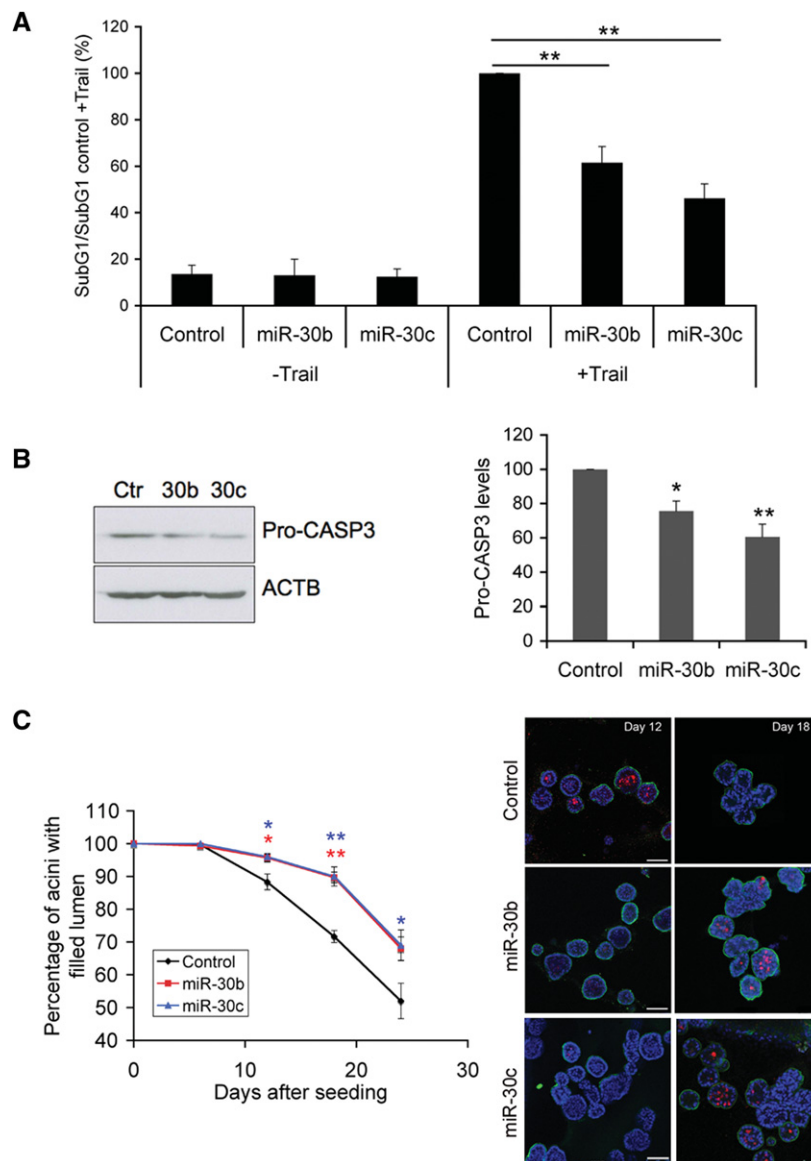 A
SubG1/SubG1 control +Trail (%)
120
100
80
60
40
20
0
**
**
Control miR-30b miR-30c Control miR-30b miR-30c
-Trail +Trail
B
Ctr 30b 30c
Pro-CASP3
ACTB
Pro-CASP3 levels
120
100
80
60
40
20
0
*
**
Control miR-30b miR-30c
C
Percentage of acini with
filled lumen
110
100
90
80
70
60
50
40
* ** *
* **
Control
miR-30b
miR-30c
0 10 20 30
Days after seeding
Day 12 Day 18
Control
miR-30b
miR-30c